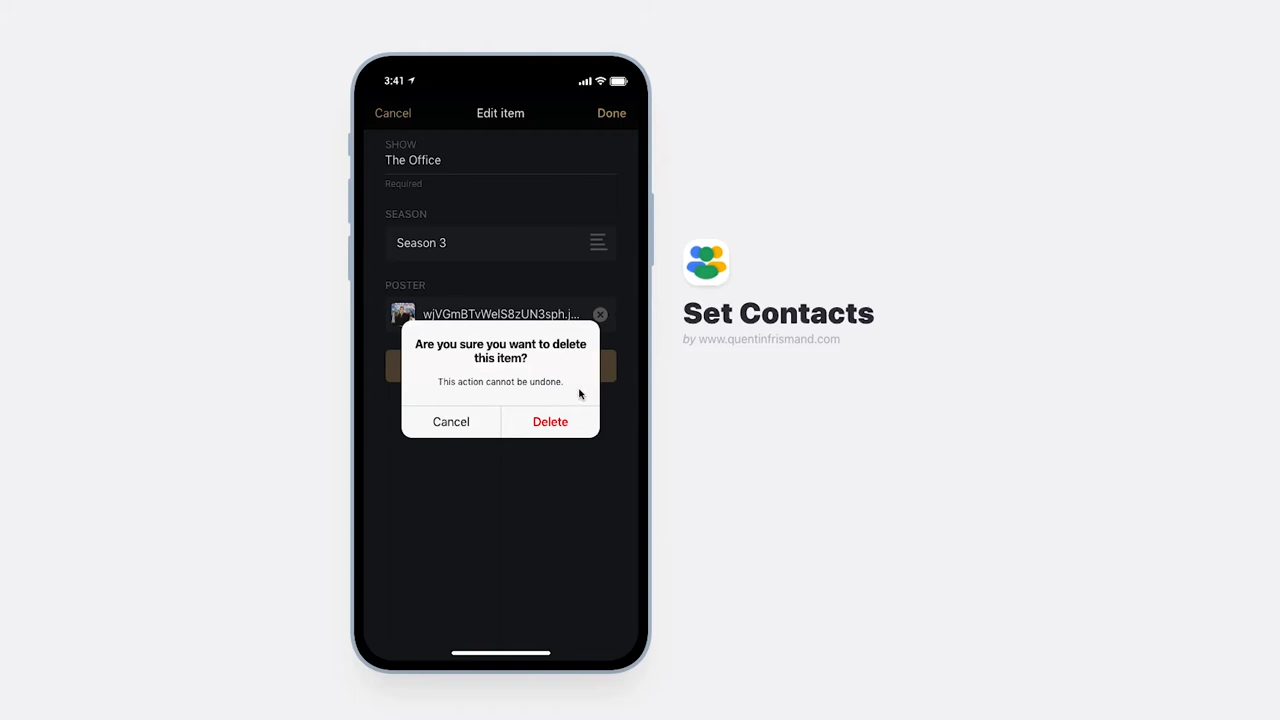 3:41
Cancel
Edit item
Done
SHOW
The Office
Required
SEASON
Season 3
POSTER
wjVGmBTvWelS8zUN3sph.j...
Are you sure you want to delete
this item?
This action cannot be undone.
Cancel
Delete
Set Contacts
by www.quentinfrismand.com